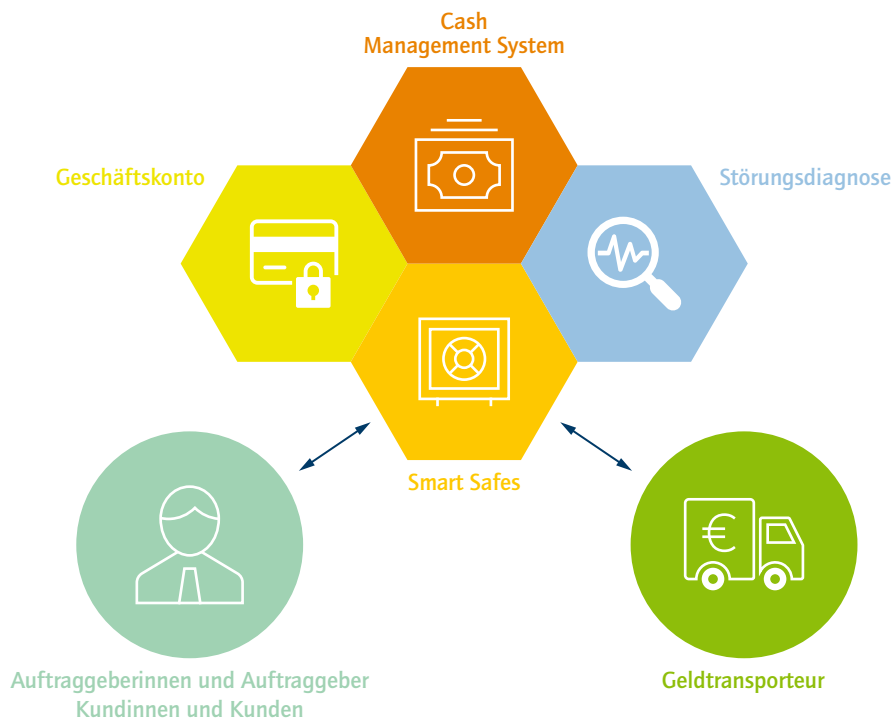 Cash
Management System
Geschäftskonto
Störungsdiagnose
Smart Safes
€
Auftraggeberinnen und Auftraggeber
Kundinnen und Kunden
Geldtransporteur